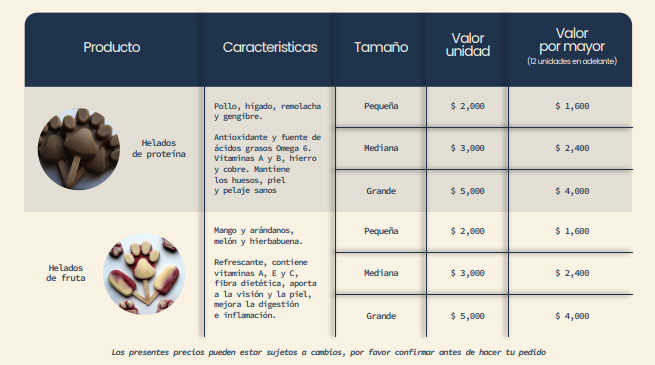 Producto
Caracteristicas
Tamaño
Valor
unidad
Valor
por mayor
(12 unidades en adelante)
Helados
de proteína
Pollo, hígado, remolacha
y gengibre.
Antioxidante y fuente de
ácidos grasos Omega 6.
Vitaminas A y B, hierro
y cobre. Mantiene
los huesos, piel
y pelaje sanos
Pequeña
$ 2,000
$ 1,600
Mediana
$ 3,000
$ 2,400
Grande
$ 5,000
$ 4,000
Helados
de fruta
Mango y arándanos,
melón y hierbabuena.
Refrescante, contiene
vitaminas A, E y C,
fibra dietética, aporta
a la visión y la piel,
mejora la digestión
e inflamación.
Pequeña
$ 2,000
$ 1,600
Mediana
$ 3,000
$ 2,400
Grande
$ 5,000
$ 4,000
Los presentes precios pueden estar sujetos a cambios, por favor confirmar antes de hacer tu pedido